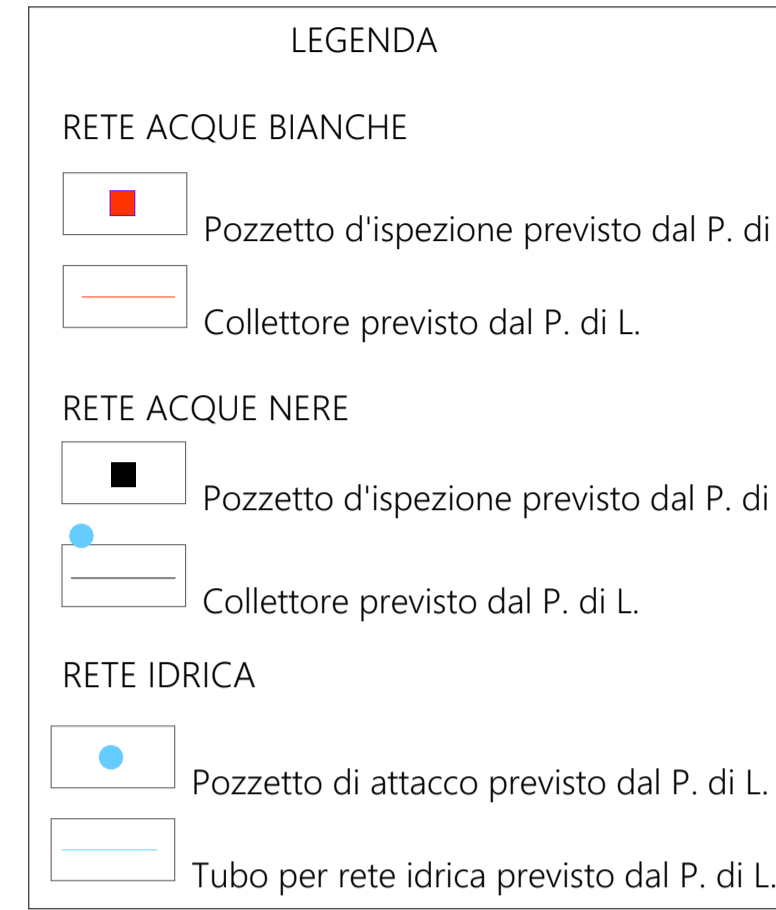 LEGENDA
RETE ACQUE BIANCHE
Pozzetto d'ispezione previsto dal P. di
Collettore previsto dal P. di L.
RETE ACQUE NERE
Pozzetto d'ispezione previsto dal P. di
Collettore previsto dal P. di L.
RETE IDRICA
Pozzetto di attacco previsto dal P. di L.
Tubo per rete idrica previsto dal P. di L.